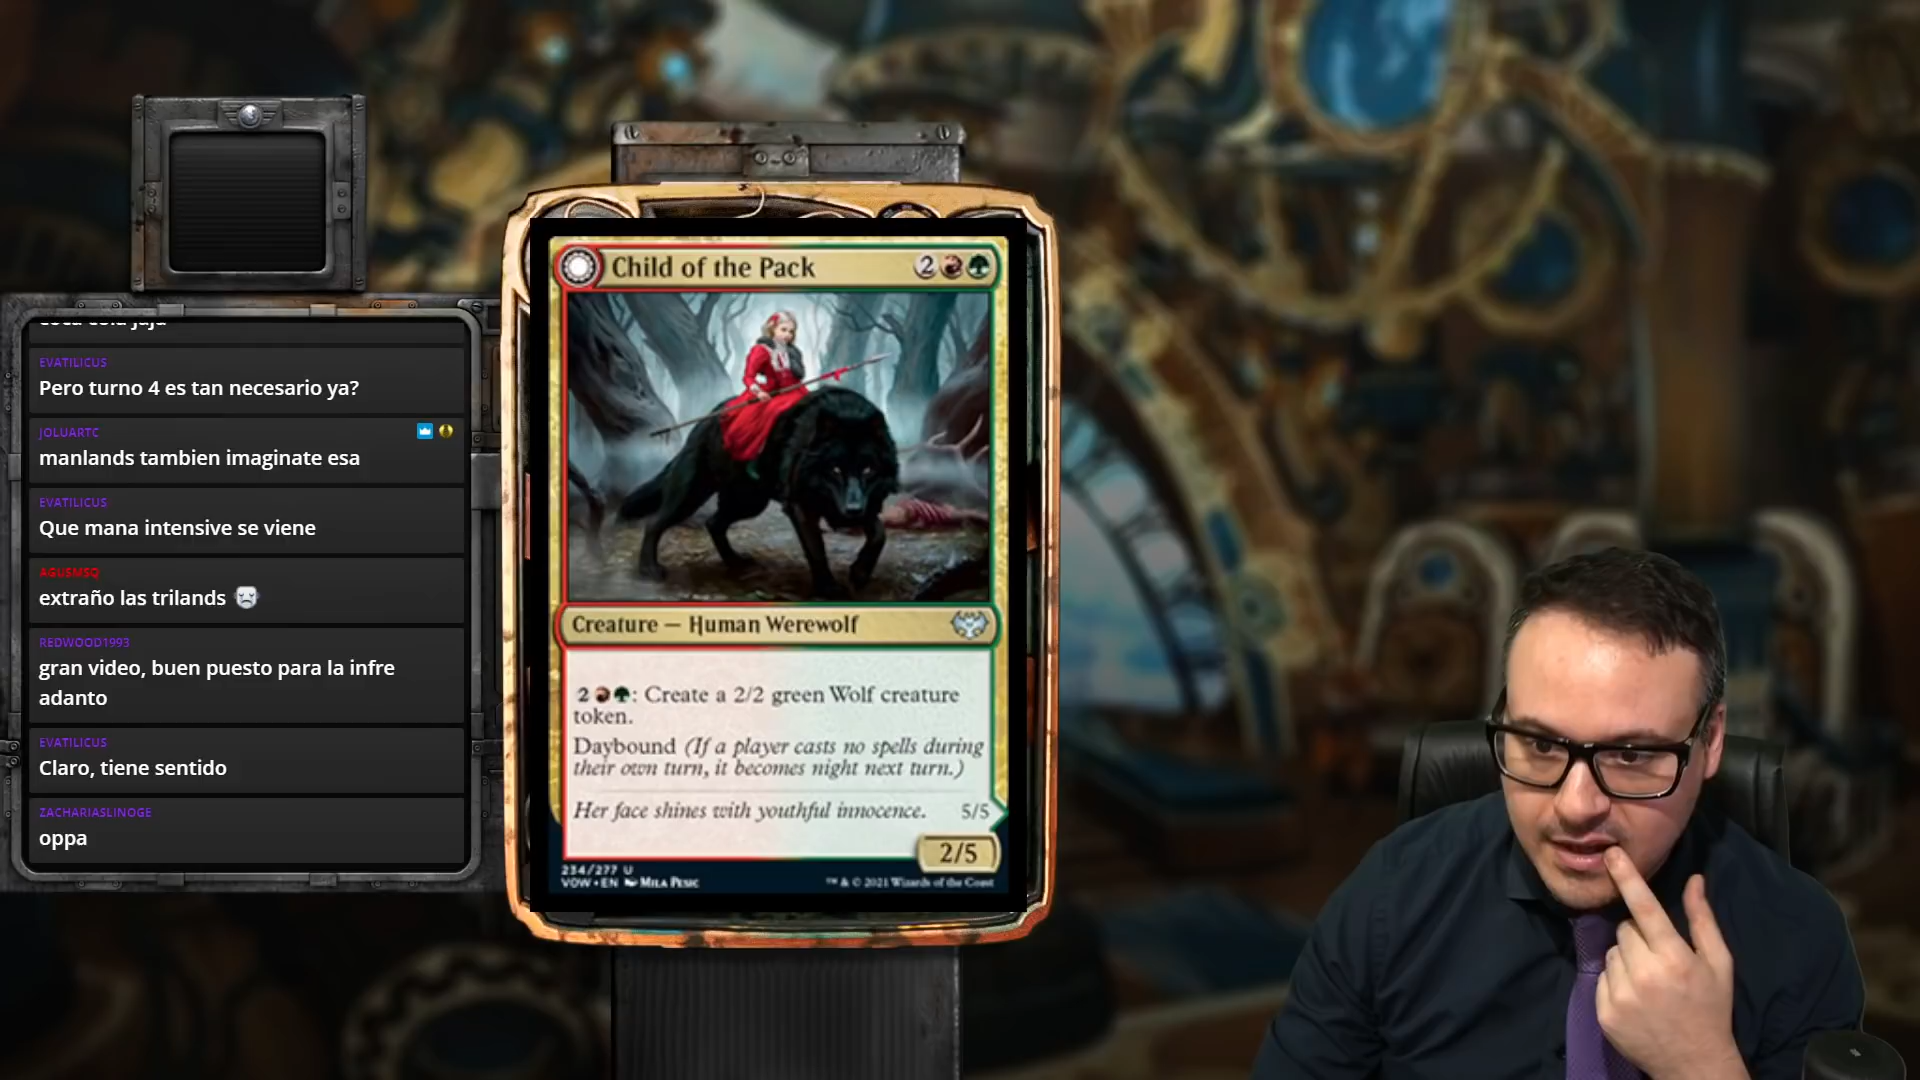 EVATILICUS
Pero turno 4 es tan necesario ya?
JOLUARTC
manlands tambien imaginate esa
EVATILICUS
Que mana intensive se viene
AGUSMSQ
extraño las trilands
REDWOOD1993
gran video, buen puesto para la infre
adanto
EVATILICUS
Claro, tiene sentido
ZACHARIASLINOGE
oppa
Child of the Pack 2
Creature — Human Werewolf
2 : Create a 2/2 green Wolf creature
token.
Daybound (If a player casts no spells during
their own turn, it becomes night next turn.)
Her face shines with youthful innocence. 5/5
2/5
234/277 U
VOW • EN MILA PESIC
™ & © 2021 Wizards of the Coast